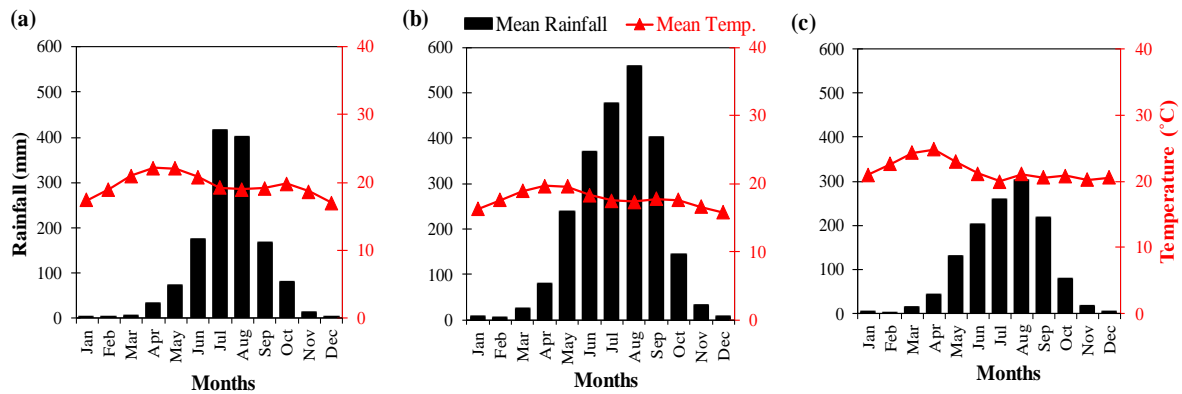 (a)
600
500
400
300
200
100
0
Rainfall (mm)
40
30
20
10
0
Jan
Feb
Mar
Apr
May
Jun
Jul
Aug
Sep
Oct
Nov
Dec
Months
(b)
Mean Rainfall
Mean Temp.
600
500
400
300
200
100
0
40
30
20
10
0
Jan
Feb
Mar
Apr
May
Jun
Jul
Aug
Sep
Oct
Nov
Dec
Months
(c)
600
500
400
300
200
100
0
40
30
20
10
0
Temperature (˚C)
Jan
Feb
Mar
Apr
May
Jun
Jul
Aug
Sep
Oct
Nov
Dec
Months